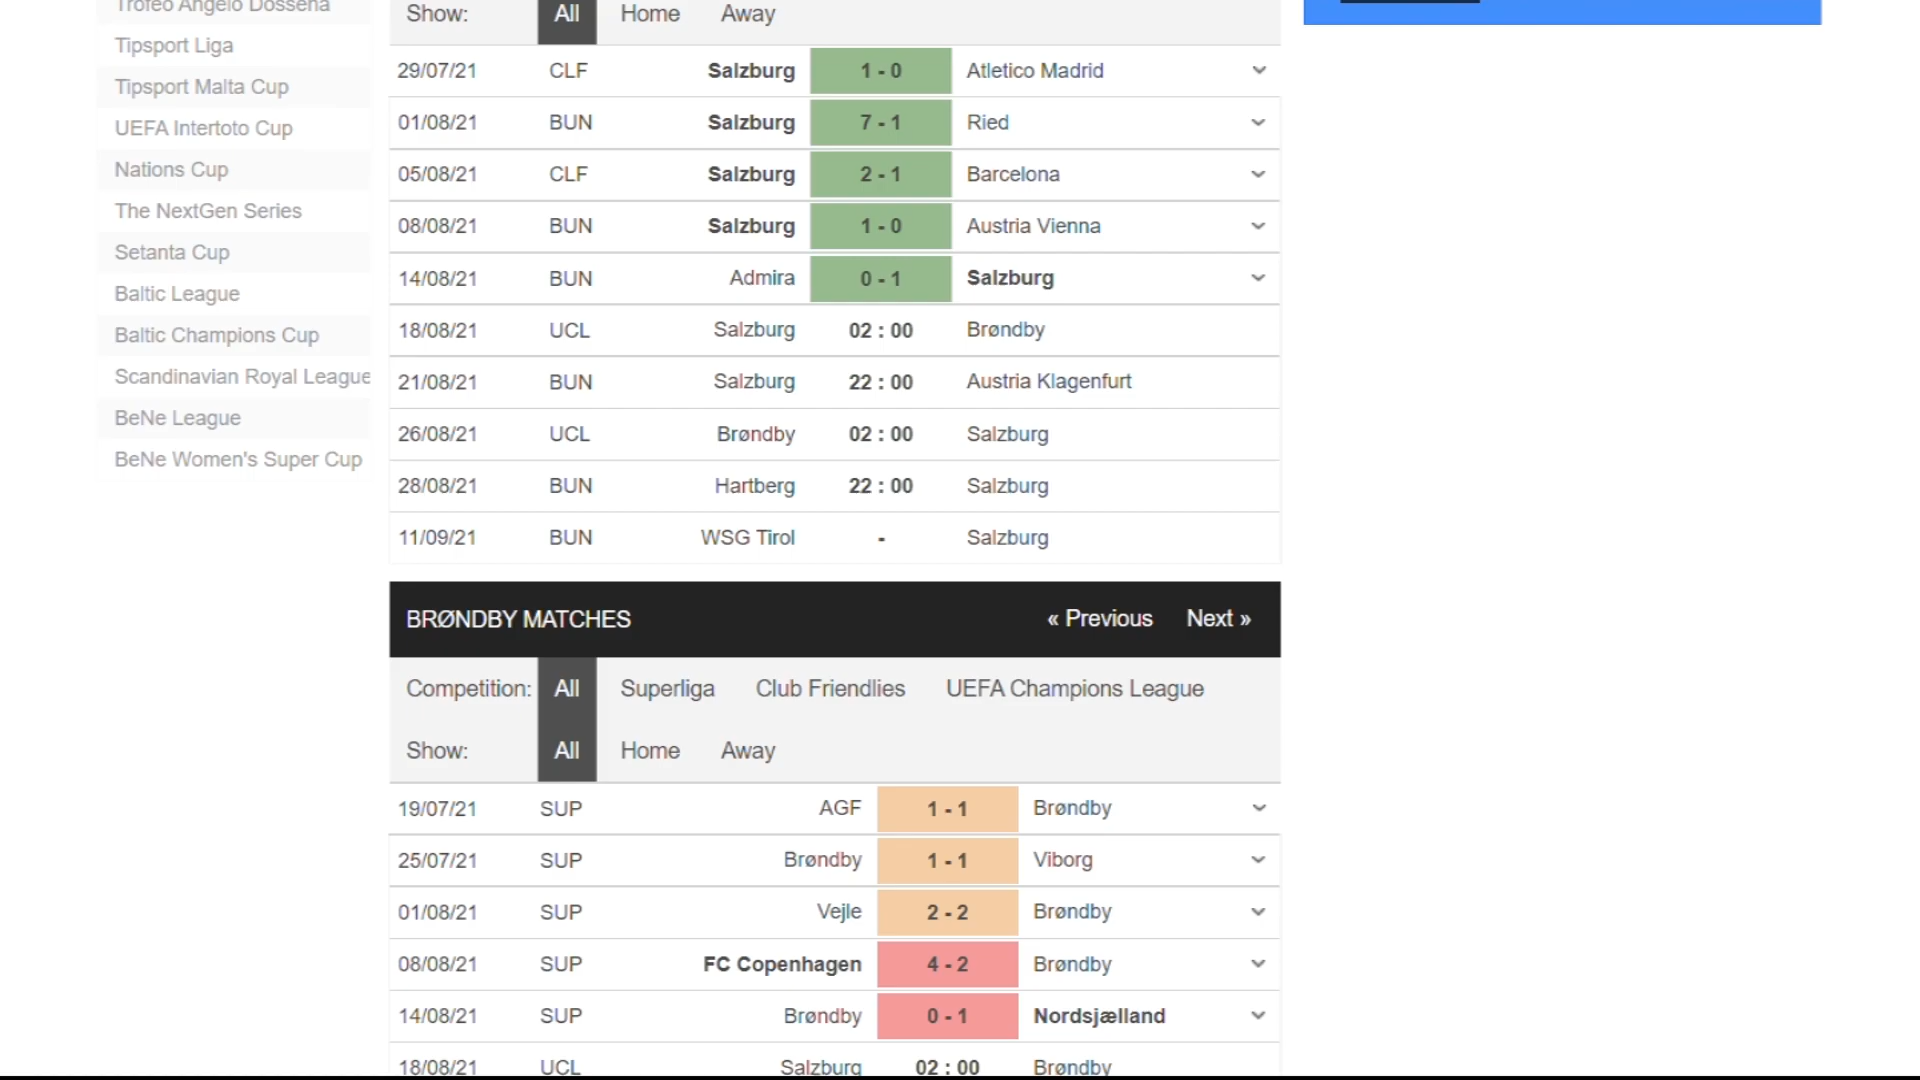 Trofeo Angelo Dossena
Tipsport Liga
Tipsport Malta Cup
UEFA Intertoto Cup
Nations Cup
The NextGen Series
Setanta Cup
Baltic League
Baltic Champions Cup
Scandinavian Royal League
BeNe League
BeNe Women's Super Cup
Show: All Home Away
29/07/21 CLF Salzburg 1 - 0 Atletico Madrid
01/08/21 BUN Salzburg 7 - 1 Ried
05/08/21 CLF Salzburg 2 - 1 Barcelona
08/08/21 BUN Salzburg 1 - 0 Austria Vienna
14/08/21 BUN Admira 0 - 1 Salzburg
18/08/21 UCL Salzburg 02 : 00 Brøndby
21/08/21 BUN Salzburg 22 : 00 Austria Klagenfurt
26/08/21 UCL Brøndby 02 : 00 Salzburg
28/08/21 BUN Hartberg 22 : 00 Salzburg
11/09/21 BUN WSG Tirol - Salzburg
BRØNDBY MATCHES « Previous Next »
Competition: All Superliga Club Friendlies UEFA Champions League
Show: All Home Away
19/07/21 SUP AGF 1 - 1 Brøndby
25/07/21 SUP Brøndby 1 - 1 Viborg
01/08/21 SUP Vejle 2 - 2 Brøndby
08/08/21 SUP FC Copenhagen 4 - 2 Brøndby
14/08/21 SUP Brøndby 0 - 1 Nordsjælland
18/08/21 UCL Salzburg 02 : 00 Brøndby